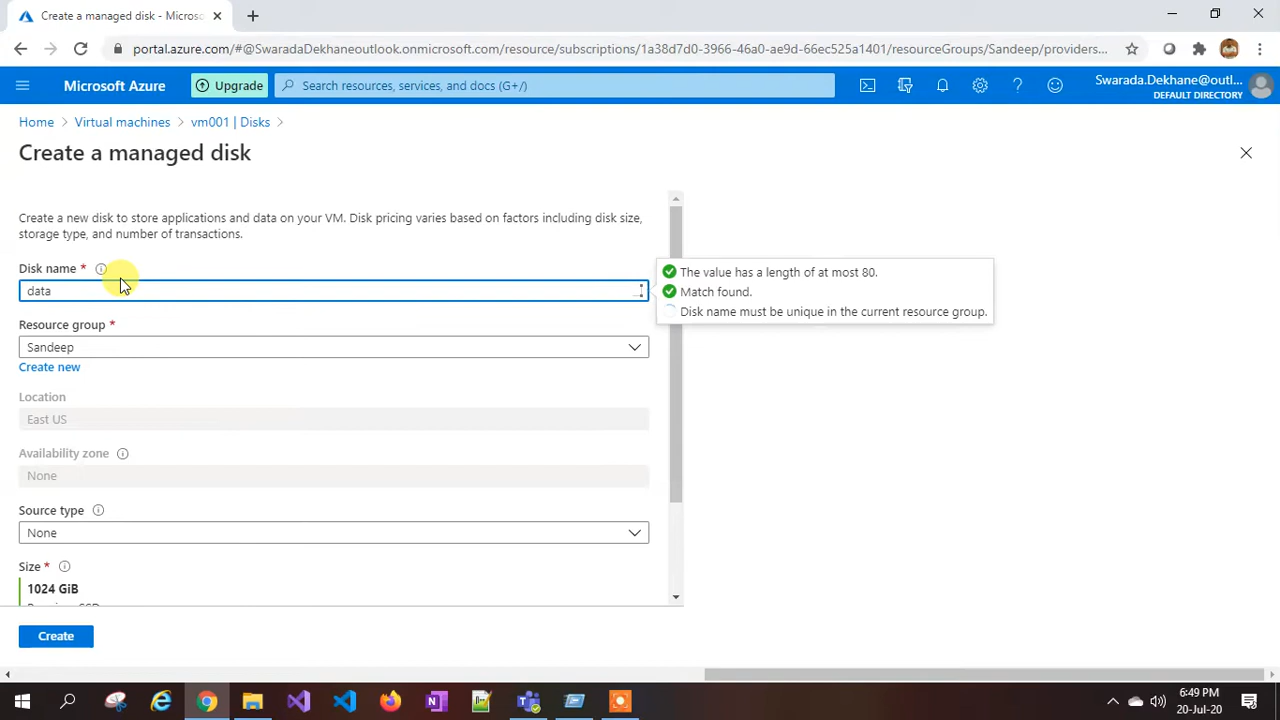 Create a managed disk - Microso
portal.azure.com/#@SwaradaDekhaneoutlook.onmicrosoft.com/resource/subscriptions/1a38d7d0-3966-46a0-ae9d-66ec525a1401/resourceGroups/Sandeep/providers...
Microsoft Azure
Upgrade
Search resources, services, and docs (G+/)
Swarada.Dekhane@outl...
DEFAULT DIRECTORY
Home > Virtual machines > vm001 | Disks >
Create a managed disk
Create a new disk to store applications and data on your VM. Disk pricing varies based on factors including disk size,
storage type, and number of transactions.
Disk name *
data
The value has a length of at most 80.
Match found.
Disk name must be unique in the current resource group.
Resource group *
Sandeep
Create new
Location
East US
Availability zone
None
Source type
None
Size *
1024 GiB
Create
6:49 PM
20-Jul-20